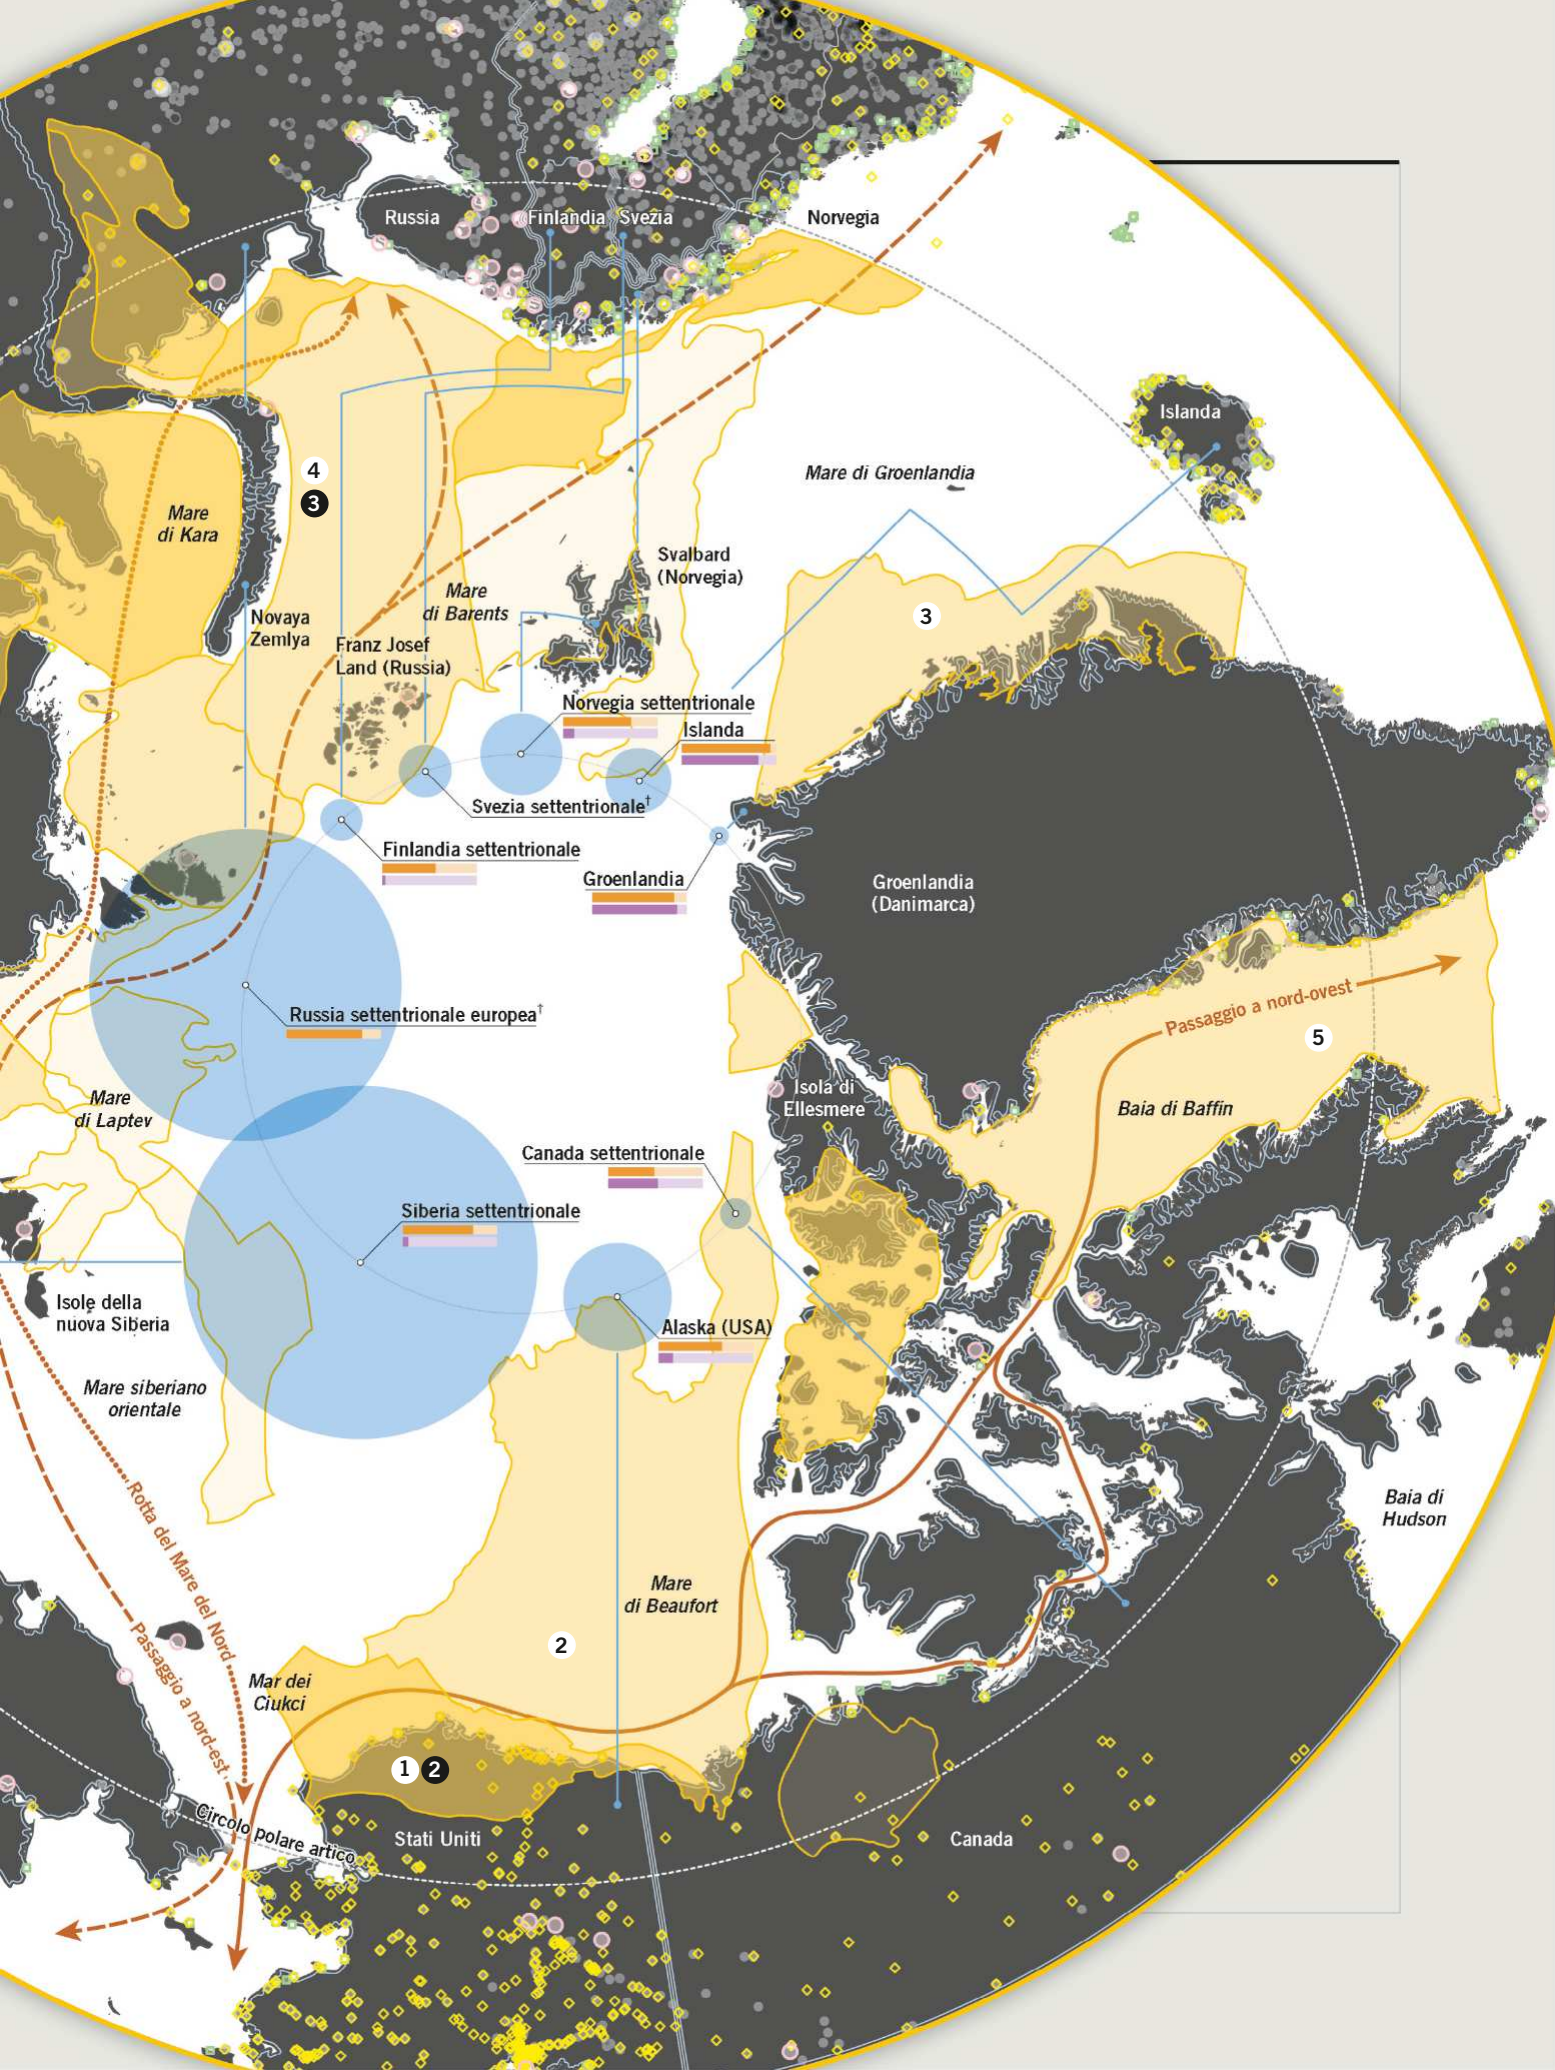 Russia
Finlandia
Svezia
Norvegia
Islanda
4
3
Mare di Groenlandia
Mare
di Kara
Svalbard
(Norvegia)
Mare
di Barents
Novaya
Zemlya
3
Franz Josef
Land (Russia)
Norvegia settentrionale
Islanda
Svezia settentrionale†
Finlandia settentrionale
Groenlandia
Groenlandia
(Danimarca)
Russia settentrionale europea†
Passaggio a nord-ovest
5
Mare
di Laptev
Isola di
Ellesmere
Baia di Baffin
Canada settentrionale
Siberia settentrionale
Isole della
nuova Siberia
Alaska (USA)
Mare siberiano
orientale
Rotta del Mare del Nord
Passaggio a nord-est
Baia di
Hudson
Mare
di Beaufort
2
Mar dei
Ciukci
1
2
Circolo polare artico
Stati Uniti
Canada